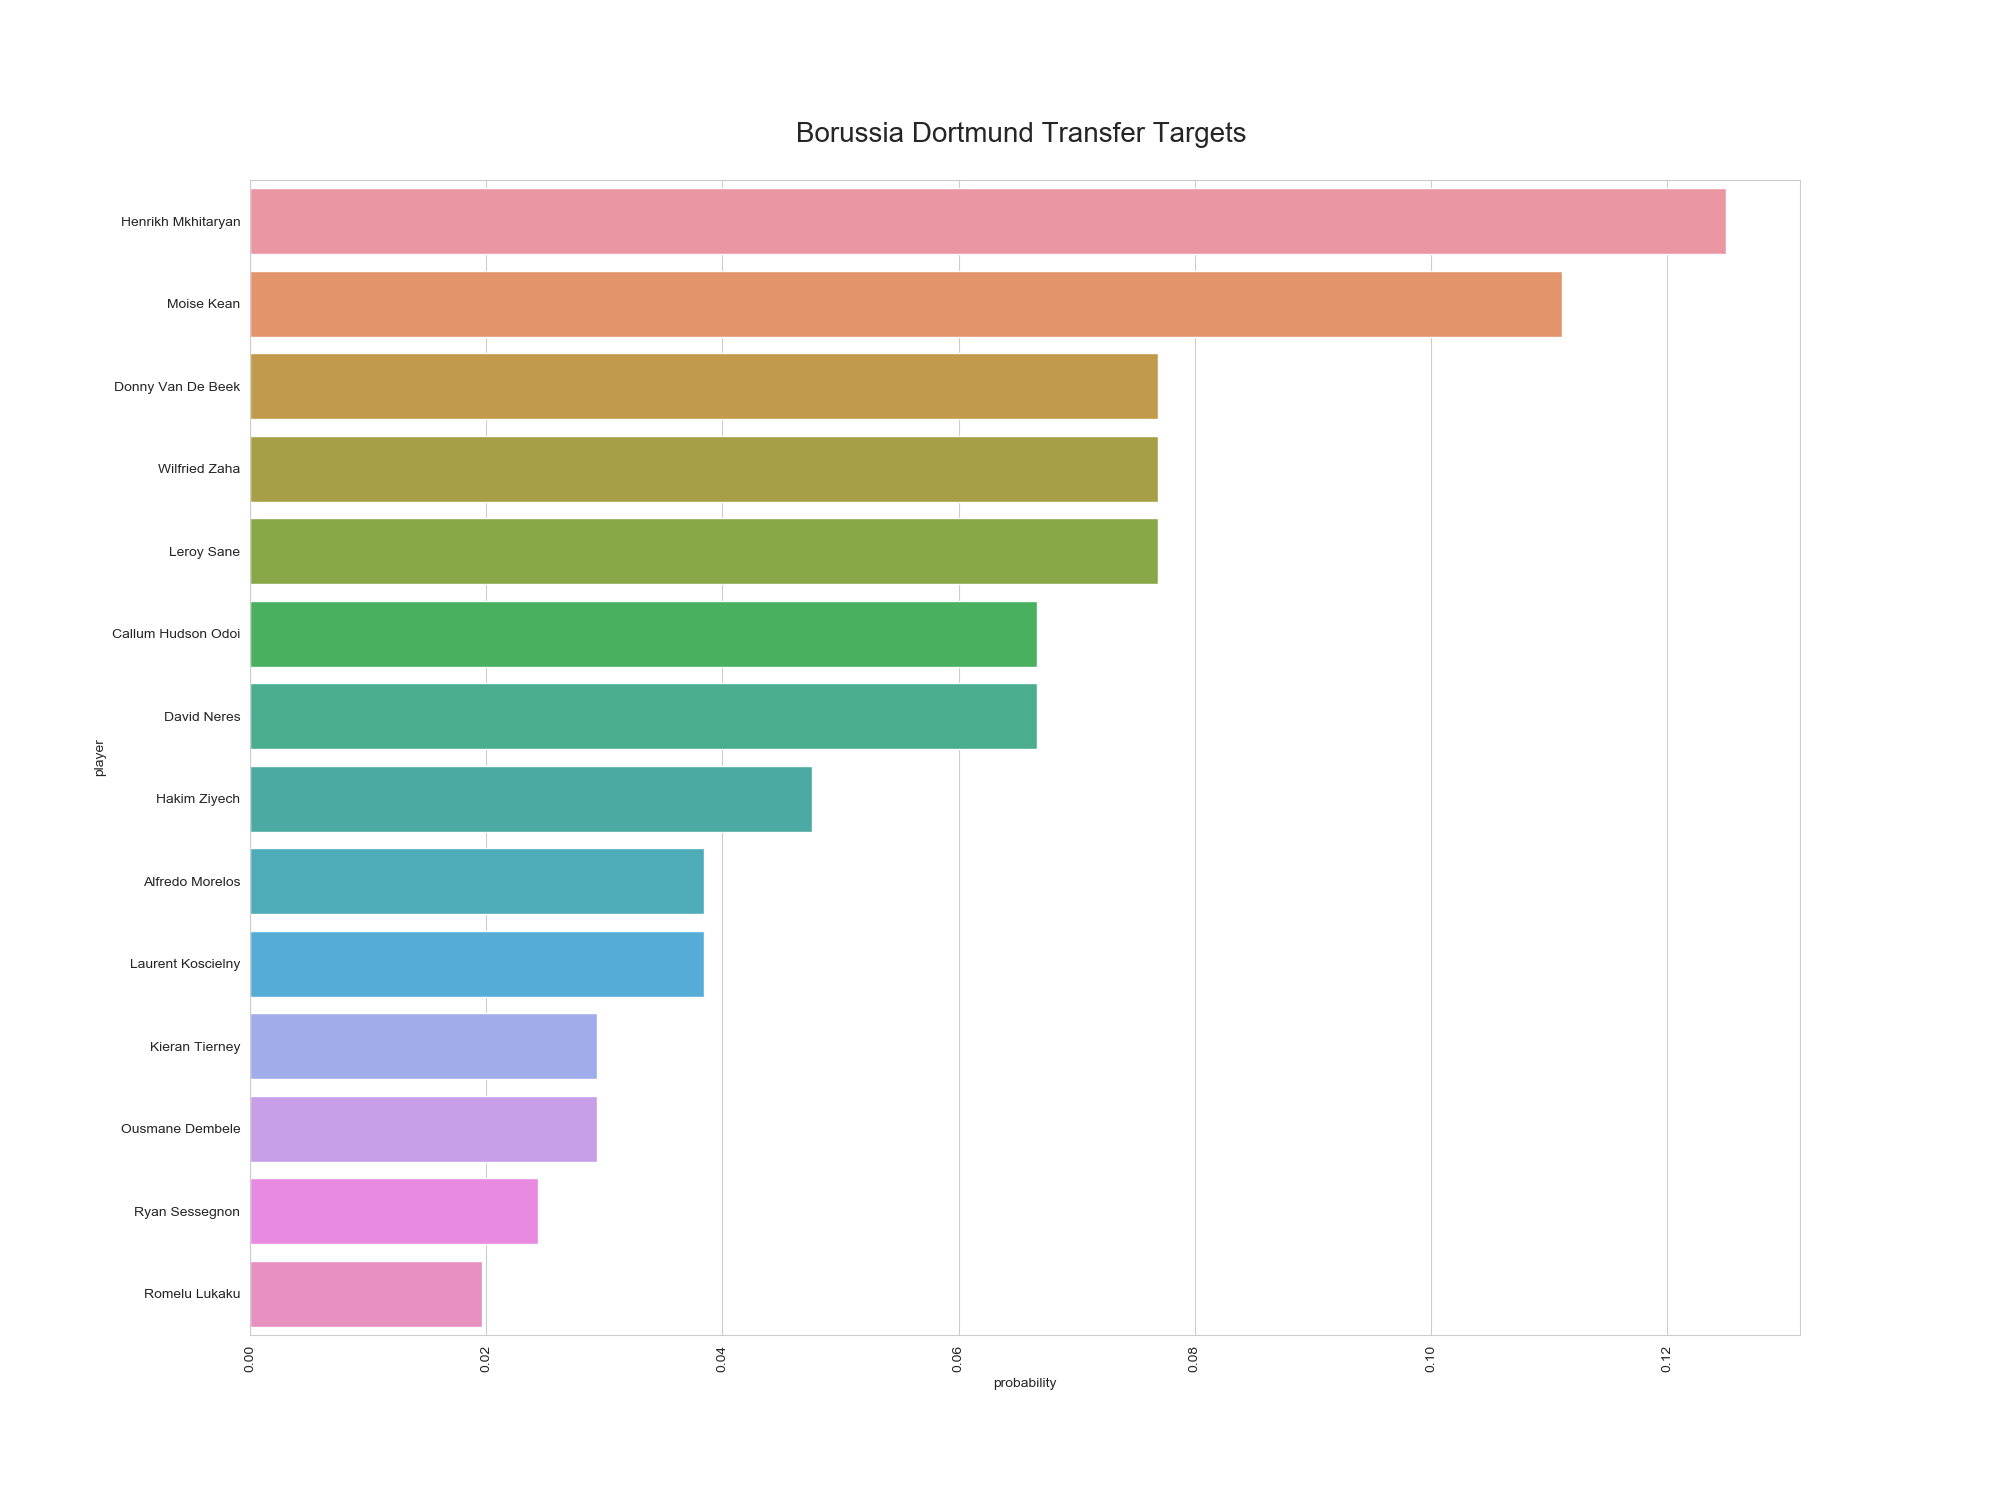 Borussia Dortmund Transfer Targets
Henrikh Mkhitaryan
Moise Kean
Donny Van De Beek
Wilfried Zaha
Leroy Sane
Callum Hudson Odoi
David Neres
Hakim Ziyech
Alfredo Morelos
Laurent Koscielny
Kieran Tierney
Ousmane Dembele
Ryan Sessegnon
Romelu Lukaku
player
0.00
0.02
0.04
0.06
0.08
0.10
0.12
probability